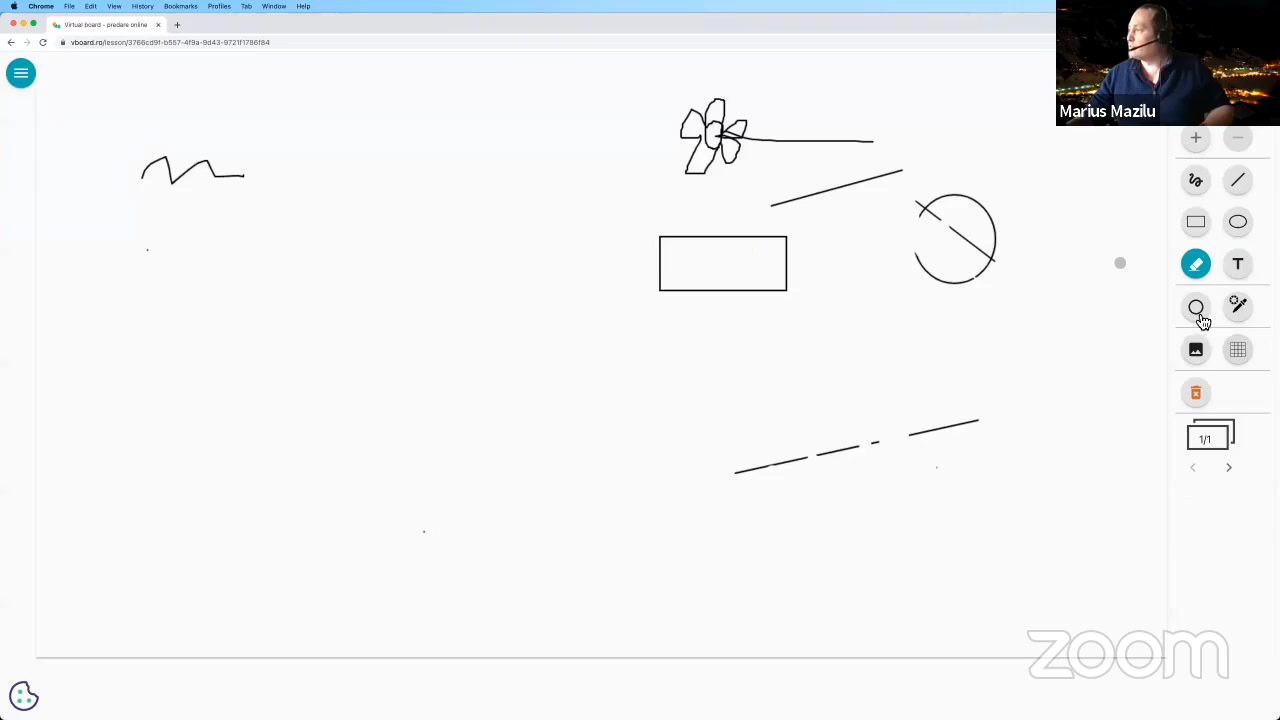 Chrome File Edit View History Bookmarks Profiles Tab Window Help
Virtual board - predare online
vboard.ro/lesson/3766cd9f-b557-4f9a-9d43-9721f1786f84
Marius Mazilu
T
1/1
zoom